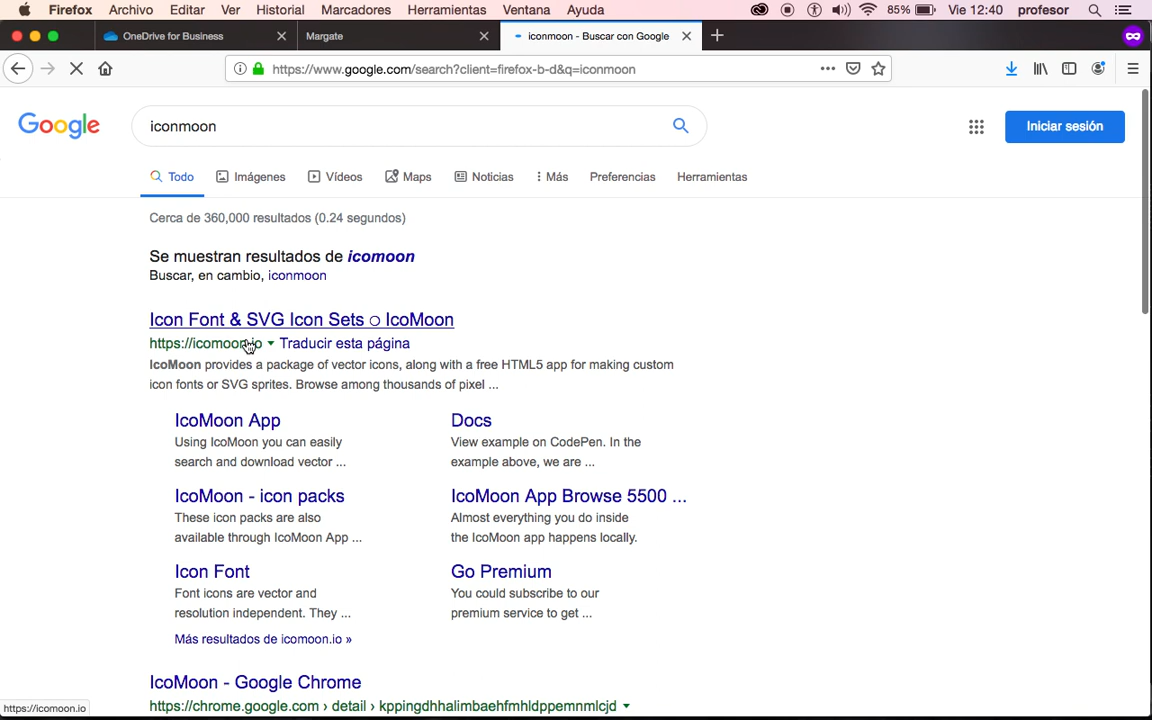 Firefox Archivo Editar Ver Historial Marcadores Herramientas Ventana Ayuda 85% Vie 12:40 profesor
OneDrive for Business Margate iconmoon - Buscar con Google
https://www.google.com/search?client=firefox-b-d&q=iconmoon
Google iconmoon Iniciar sesión
Todo Imágenes Vídeos Maps Noticias Más Preferencias Herramientas
Cerca de 360,000 resultados (0.24 segundos)
Se muestran resultados de icomoon
Buscar, en cambio, iconmoon
Icon Font & SVG Icon Sets ○ IcoMoon
https://icomoon.io Traducir esta página
IcoMoon provides a package of vector icons, along with a free HTML5 app for making custom
icon fonts or SVG sprites. Browse among thousands of pixel ...
IcoMoon App
Using IcoMoon you can easily
search and download vector ...
Docs
View example on CodePen. In the
example above, we are ...
IcoMoon - icon packs
These icon packs are also
available through IcoMoon App ...
IcoMoon App Browse 5500 ...
Almost everything you do inside
the IcoMoon app happens locally.
Icon Font
Font icons are vector and
resolution independent. They ...
Go Premium
You could subscribe to our
premium service to get ...
Más resultados de icomoon.io »
IcoMoon - Google Chrome
https://chrome.google.com › detail › kppingdhhalimbaehfmhldppemnmlcjd
https://icomoon.io